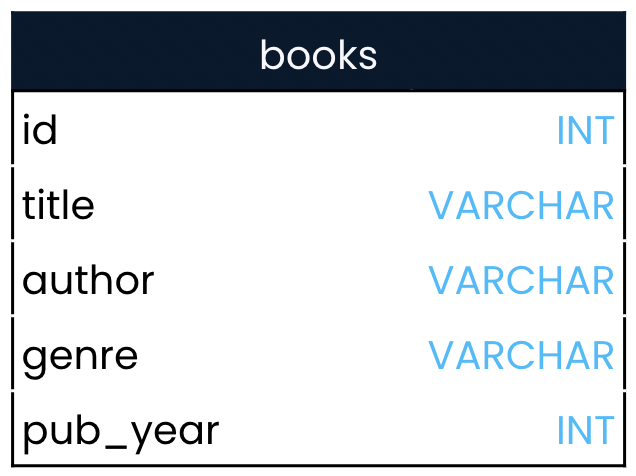 books
id INT
title VARCHAR
author VARCHAR
genre VARCHAR
pub_year INT